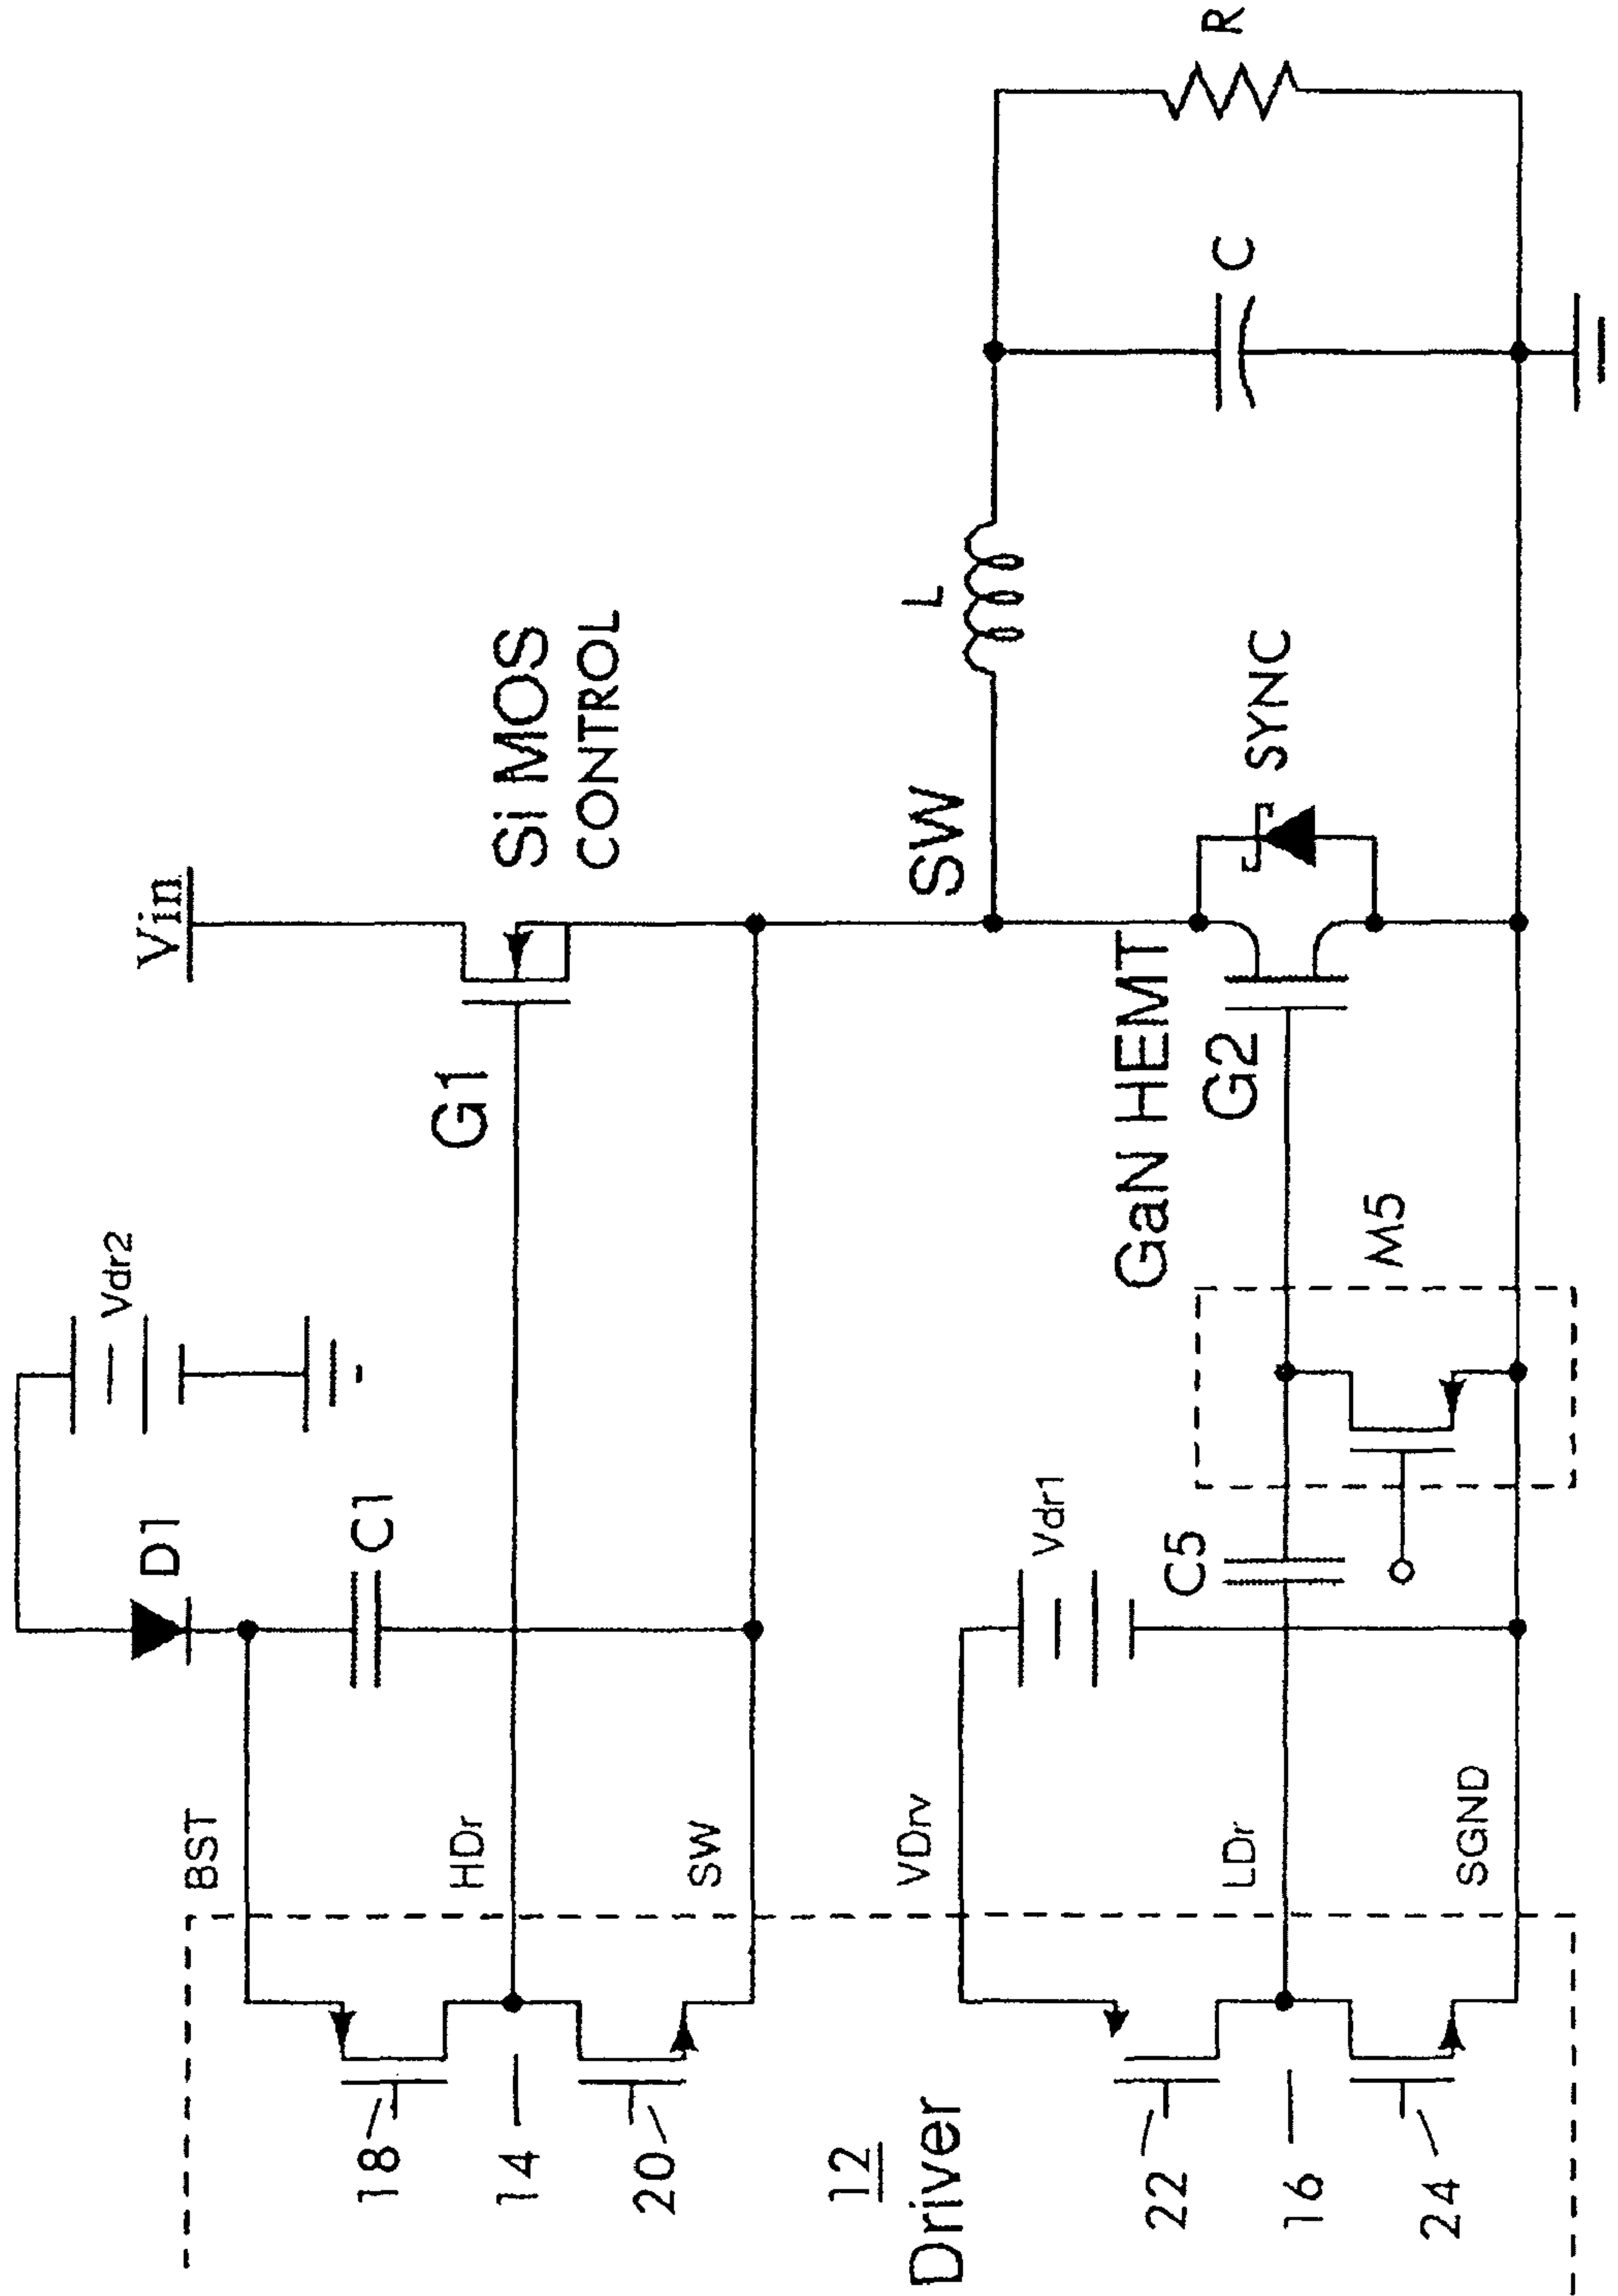 Vin
Vdr2
D1
C1
G1
Si MOS
CONTROL
BST
HDr
SW
18
14
20
12
Driver
VDrv
LDr
SGND
22
16
24
Vdr1
C5
M5
GaN HEMT
G2
SYNC
SW
L
C
R